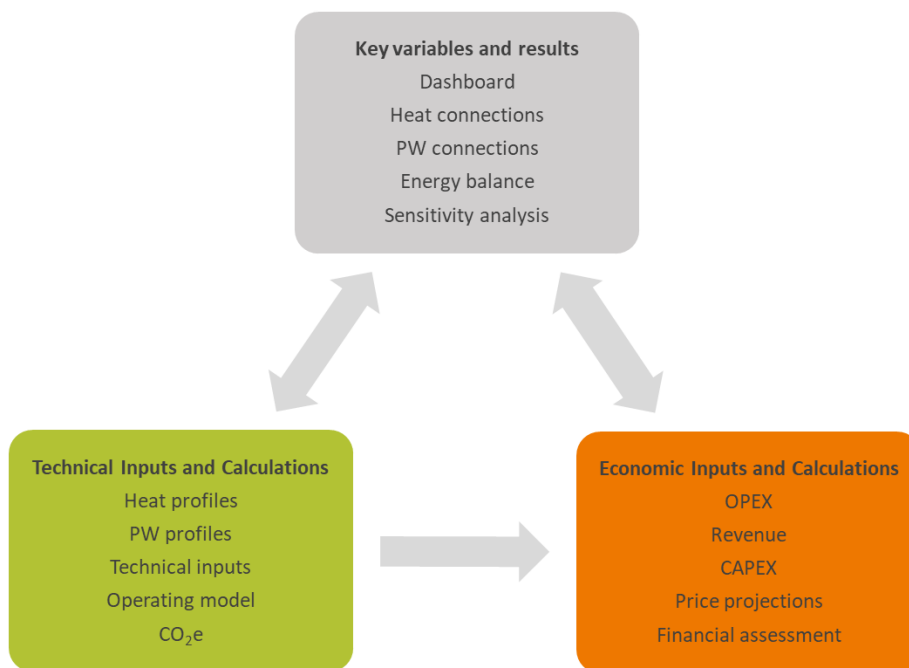 Key variables and results
Dashboard
Heat connections
PW connections
Energy balance
Sensitivity analysis
Technical Inputs and Calculations
Heat profiles
PW profiles
Technical inputs
Operating model
CO₂e
Economic Inputs and Calculations
OPEX
Revenue
CAPEX
Price projections
Financial assessment